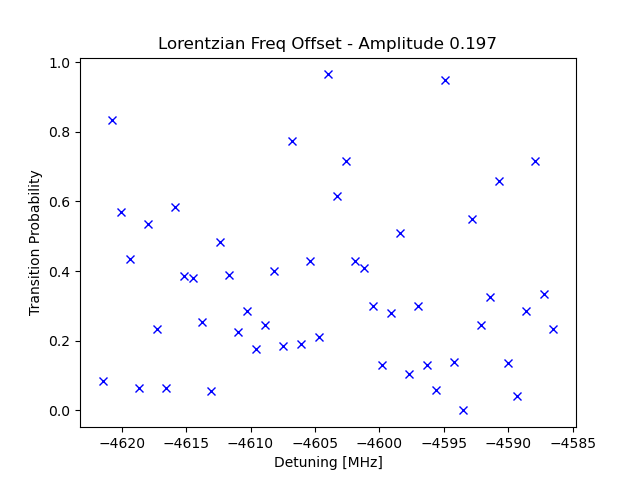 Lorentzian Freq Offset - Amplitude 0.197
1.0
0.8
0.6
0.4
0.2
0.0
Transition Probability
−4620 −4615 −4610 −4605 −4600 −4595 −4590 −4585
Detuning [MHz]